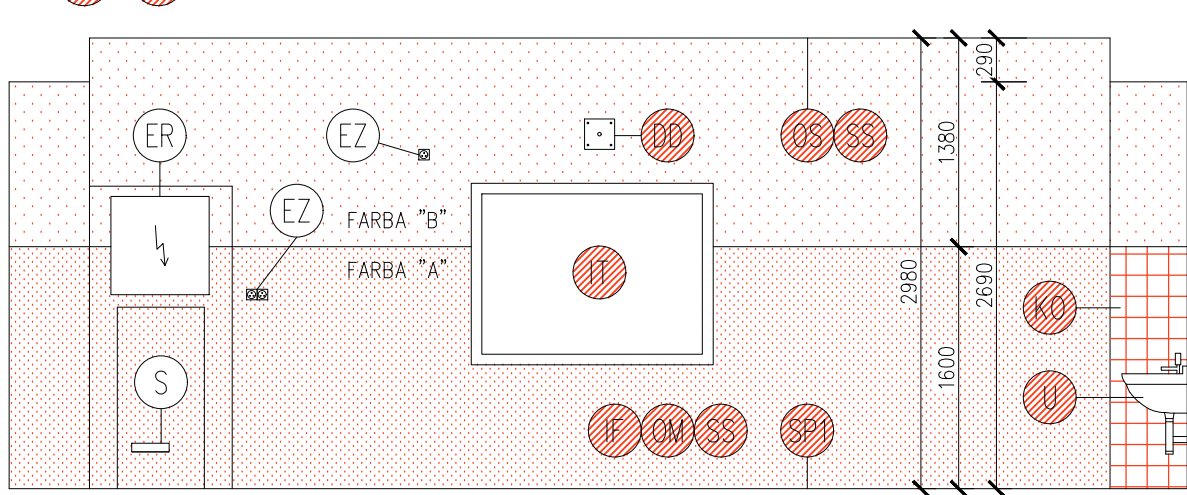 290
ER
EZ
DD
OS
SS
1380
EZ
FARBA "B"
FARBA "A"
IT
2980
2690
KO
1600
S
U
IF
OM
SS
SP1